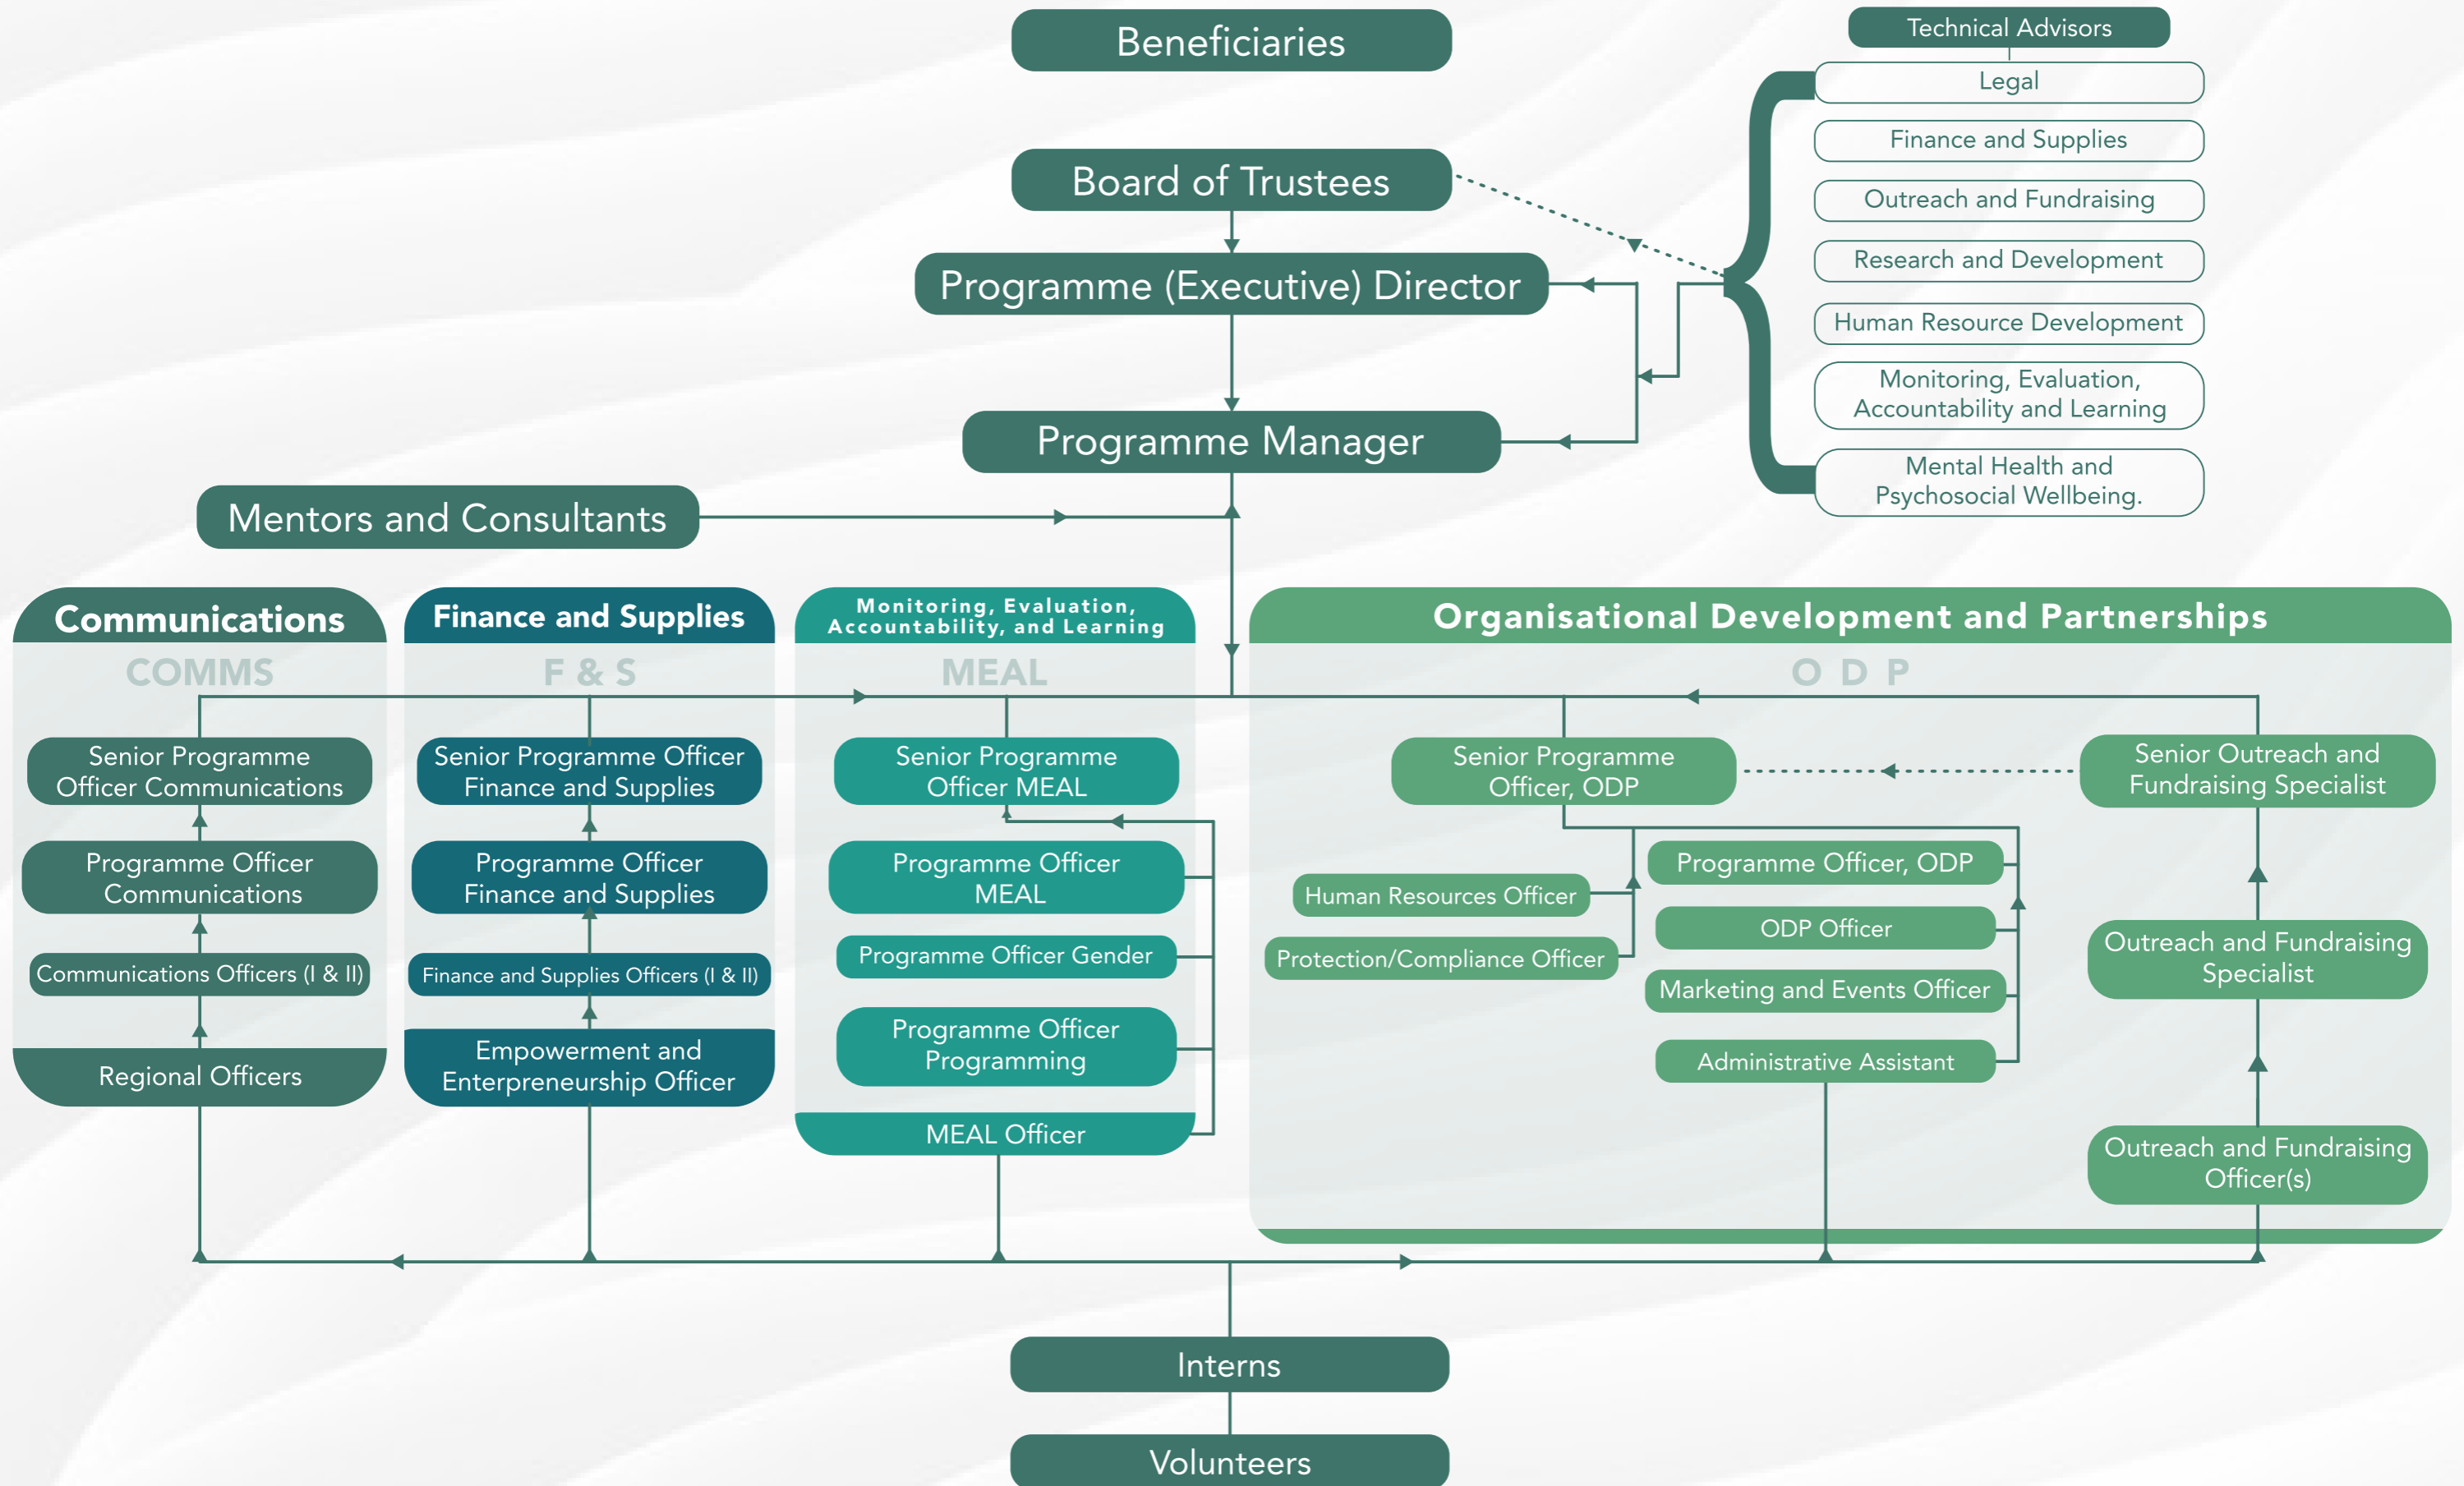 Beneficiaries
Board of Trustees
Programme (Executive) Director
Programme Manager
Mentors and Consultants
Technical Advisors
Legal
Finance and Supplies
Outreach and Fundraising
Research and Development
Human Resource Development
Monitoring, Evaluation,
Accountability and Learning
Mental Health and
Psychosocial Wellbeing.
Communications
COMMS
Senior Programme
Officer Communications
Programme Officer
Communications
Communications Officers (I & II)
Regional Officers
Finance and Supplies
F & S
Senior Programme Officer
Finance and Supplies
Programme Officer
Finance and Supplies
Finance and Supplies Officers (I & II)
Empowerment and
Enterpreneurship Officer
Monitoring, Evaluation,
Accountability, and Learning
MEAL
Senior Programme
Officer MEAL
Programme Officer
MEAL
Programme Officer Gender
Programme Officer
Programming
MEAL Officer
Organisational Development and Partnerships
O D P
Senior Programme
Officer, ODP
Human Resources Officer
Protection/Compliance Officer
Programme Officer, ODP
ODP Officer
Marketing and Events Officer
Administrative Assistant
Senior Outreach and
Fundraising Specialist
Outreach and Fundraising
Specialist
Outreach and Fundraising
Officer(s)
Interns
Volunteers